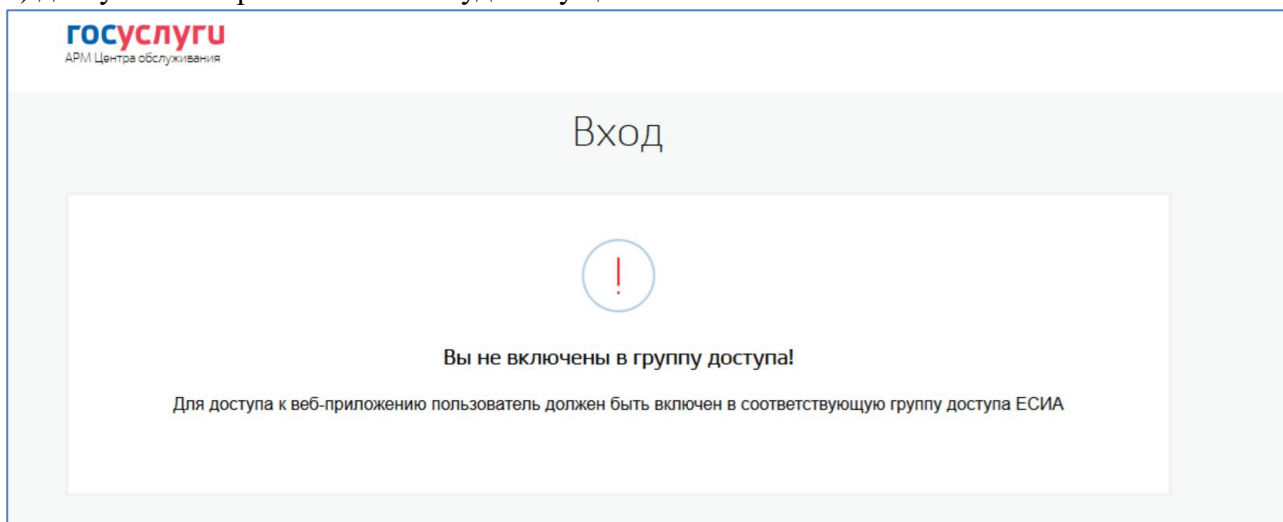 госуслуги
АРМ Центра обслуживания
Вход
!
Вы не включены в группу доступа!
Для доступа к веб-приложению пользователь должен быть включен в соответствующую группу доступа ЕСИА